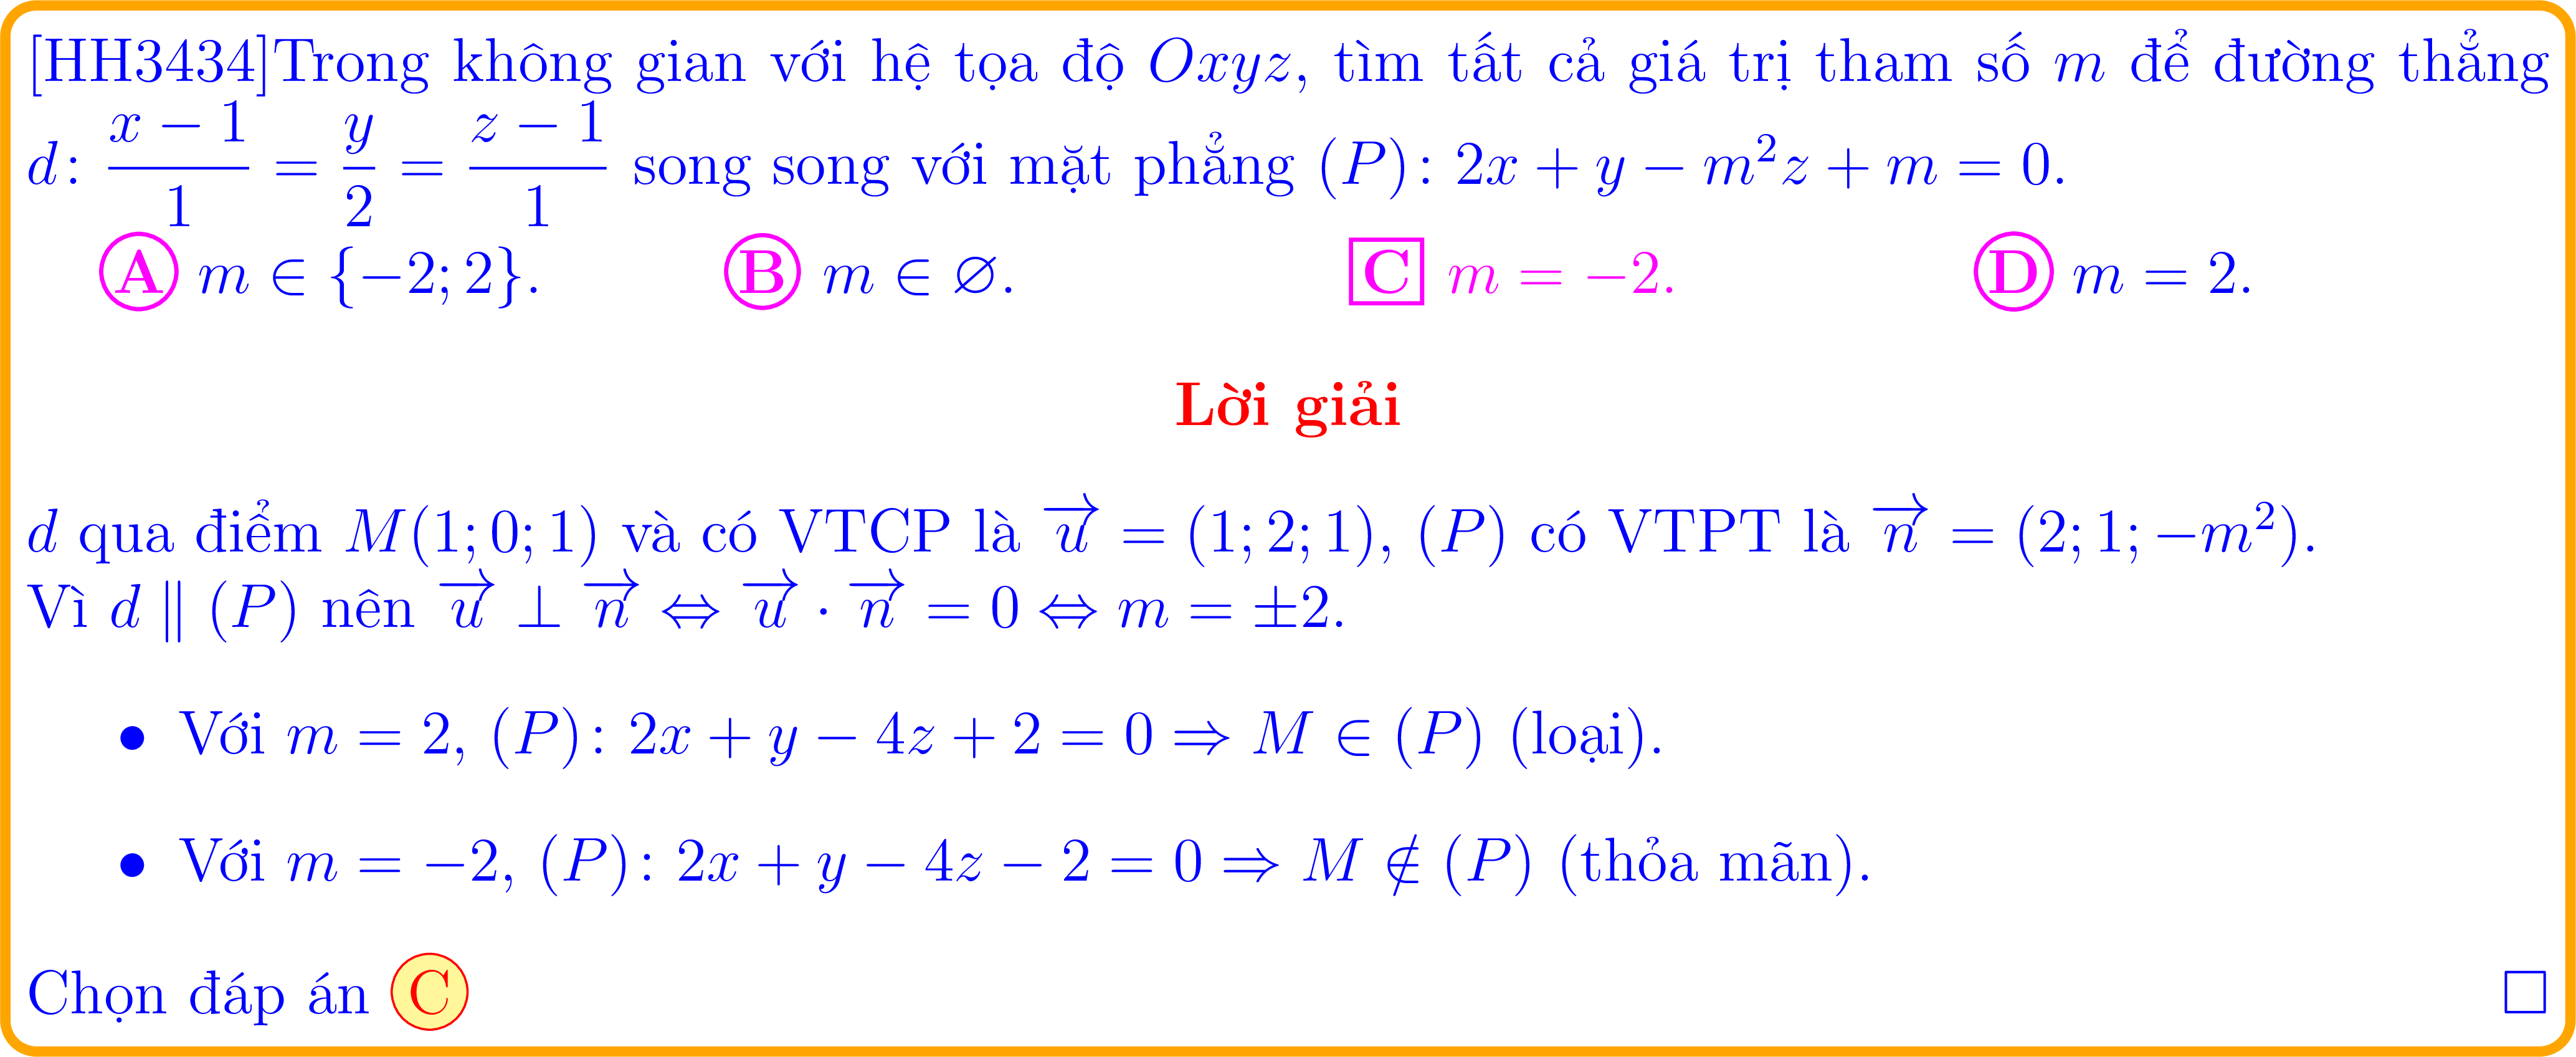 [HH3434]Trong không gian với hệ tọa độ $Oxyz$, tìm tất cả giá trị tham số $m$ để đường thẳng
$d\colon \dfrac{x-1}{1}=\dfrac{y}{2}=\dfrac{z-1}{1}$ song song với mặt phẳng $(P)\colon 2x+y-m^2z+m=0$.
A $m\in\{-2;2\}$. B $m\in\varnothing$. C $m=-2$. D $m=2$.
Lời giải
$d$ qua điểm $M(1;0;1)$ và có VTCP là $\overrightarrow{u}=(1;2;1)$, $(P)$ có VTPT là $\overrightarrow{n}=(2;1;-m^2)$.
Vì $d\parallel(P)$ nên $\overrightarrow{u}\perp\overrightarrow{n}\Leftrightarrow\overrightarrow{u}\cdot\overrightarrow{n}=0\Leftrightarrow m=\pm2$.
• Với $m=2$, $(P)\colon 2x+y-4z+2=0\Rightarrow M\in(P)$ (loại).
• Với $m=-2$, $(P)\colon 2x+y-4z-2=0\Rightarrow M\notin(P)$ (thỏa mãn).
Chọn đáp án C □